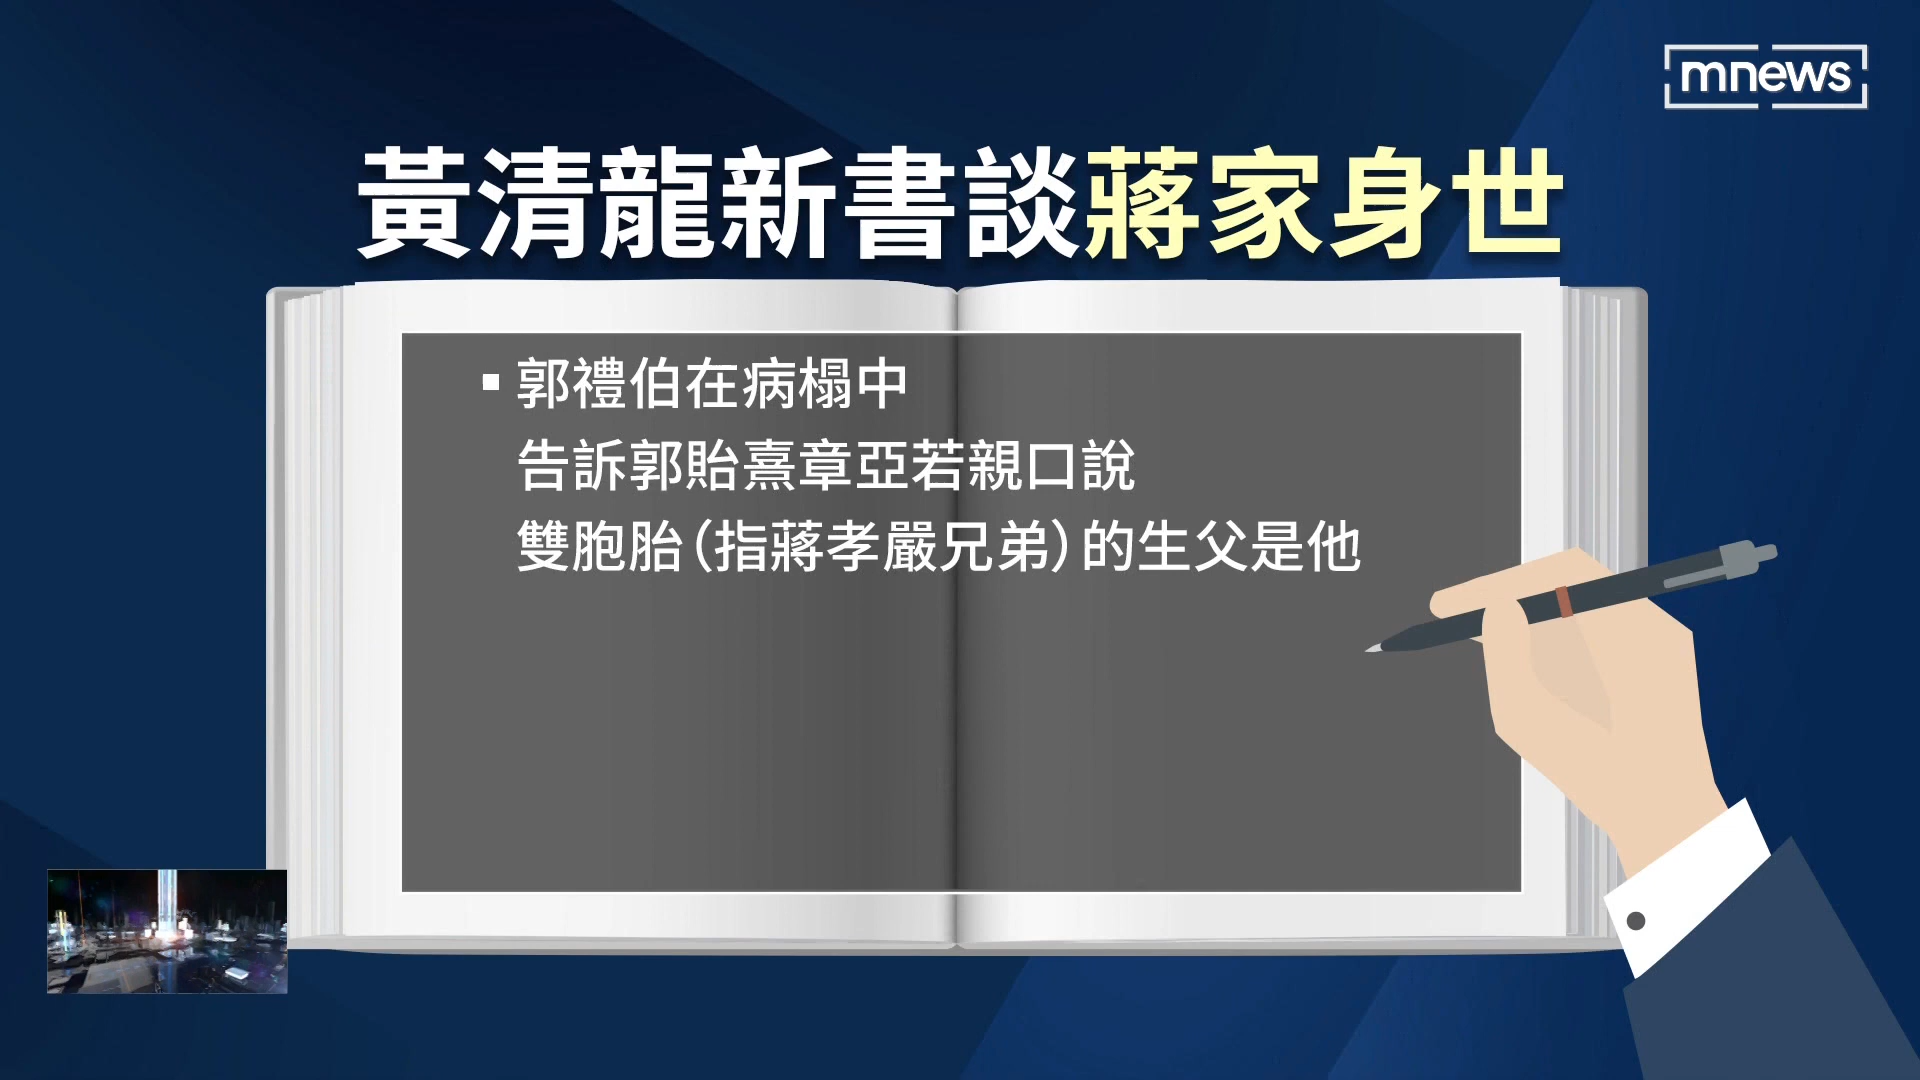 mnews
黃清龍新書談蔣家身世
▪郭禮伯在病榻中
告訴郭貽熹章亞若親口說
雙胞胎(指蔣孝嚴兄弟)的生父是他